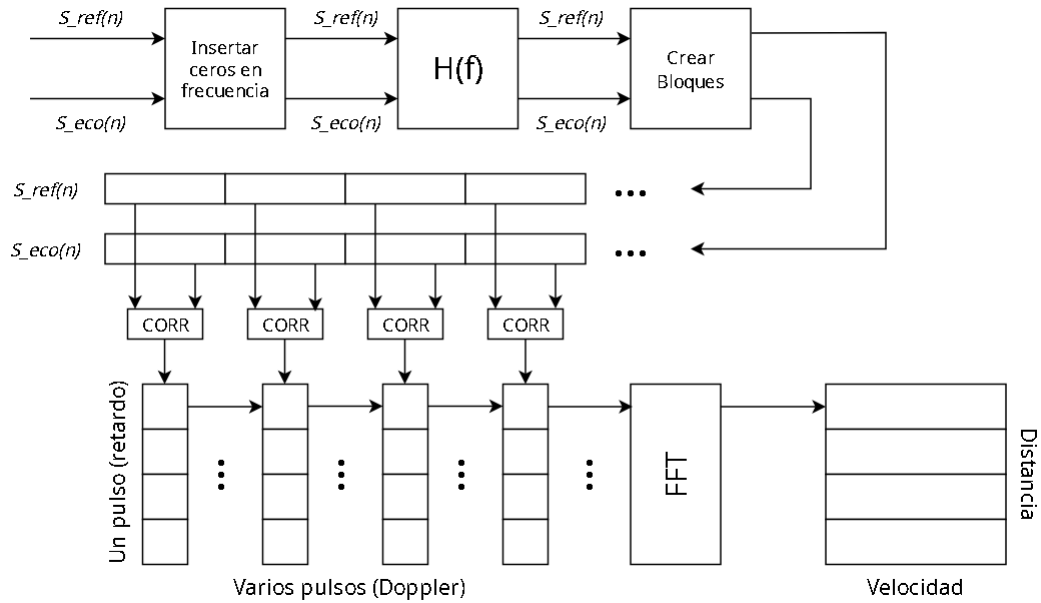 S_ref(n)
S_ref(n)
S_ref(n)
Insertar
ceros en
frecuencia
H(f)
Crear
Bloques
S_eco(n)
S_eco(n)
S_eco(n)
S_ref(n)
...
S_eco(n)
...
CORR
CORR
CORR
CORR
Un pulso (retardo)
FFT
Distancia
Varios pulsos (Doppler)
Velocidad